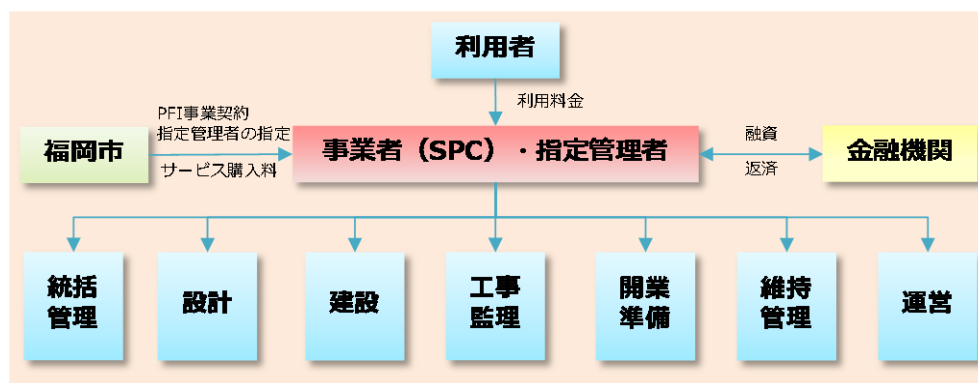 利用者
利用料金
PFI事業契約
指定管理者の指定
福岡市
サービス購入料
事業者（SPC）・指定管理者
融資
返済
金融機関
統括
管理
設計
建設
工事
監理
開業
準備
維持
管理
運営